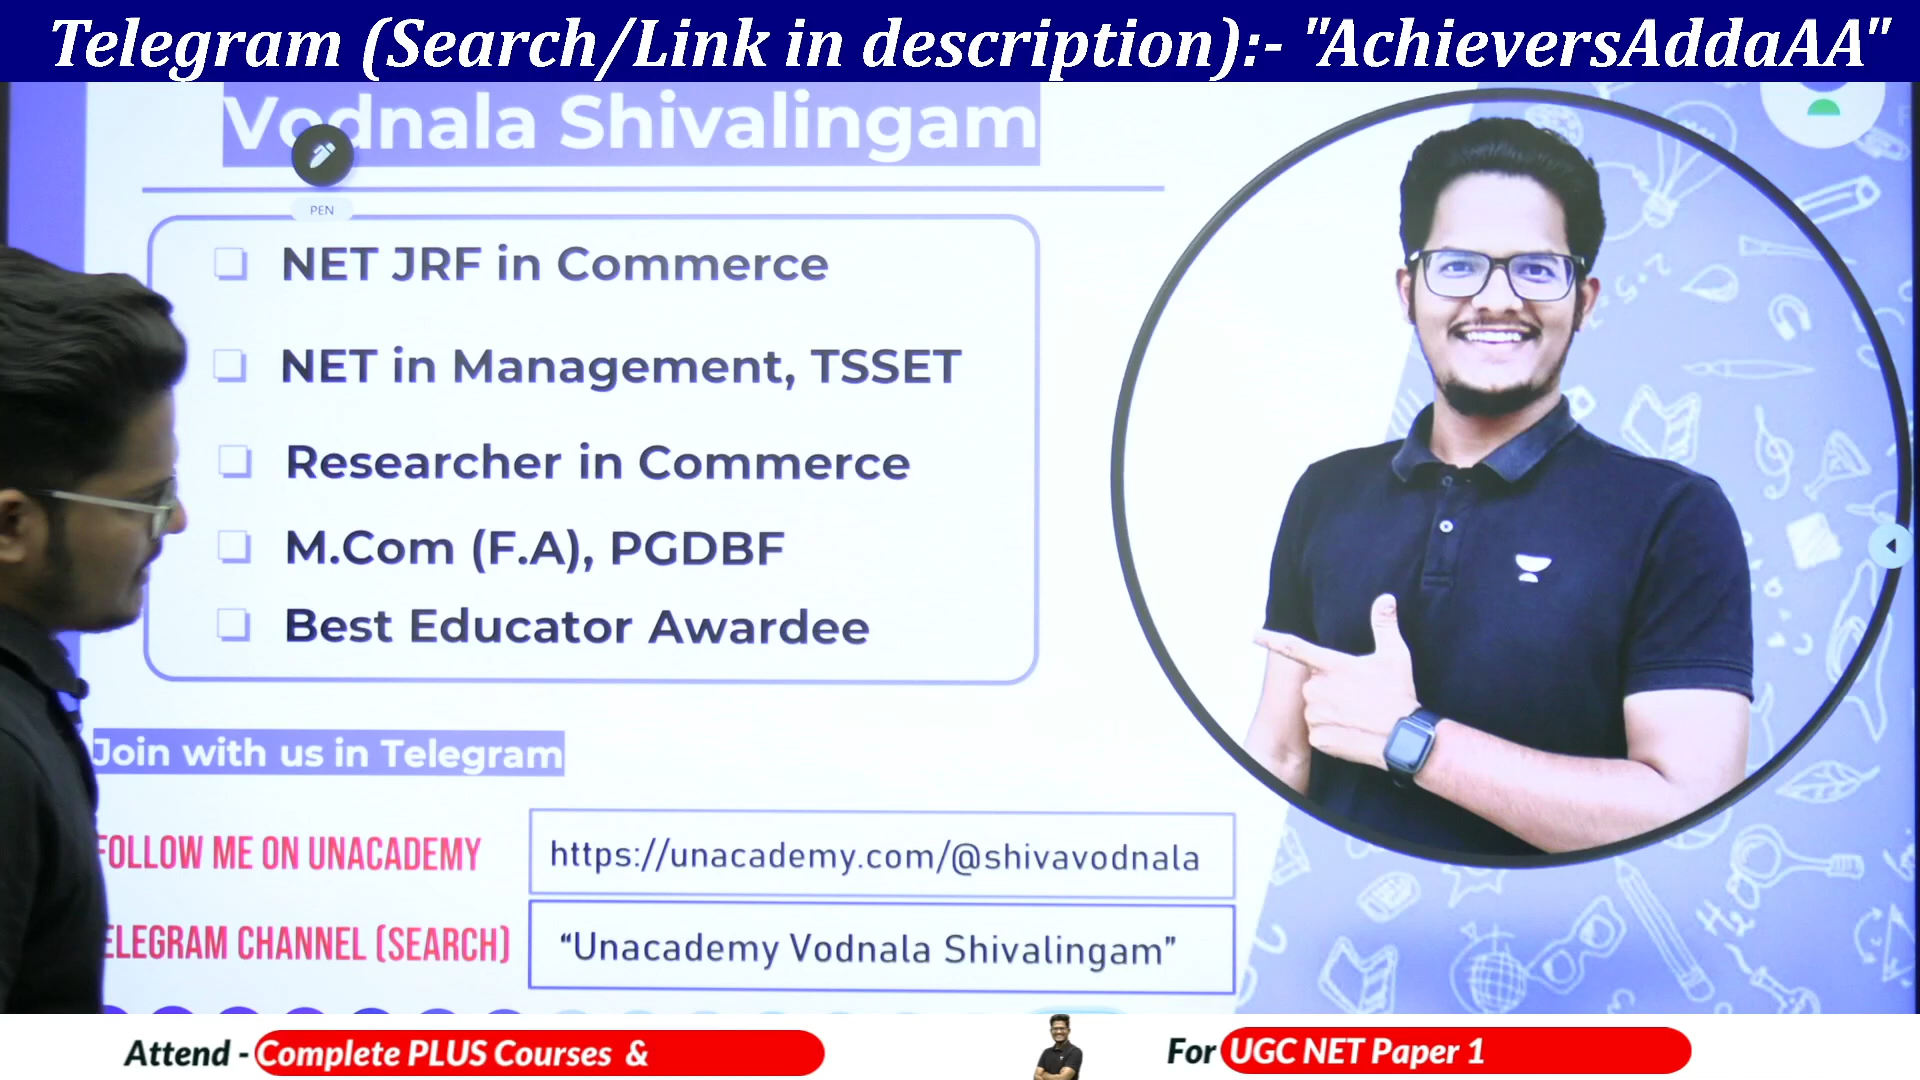 Telegram (Search/Link in description):- "AchieversAddaAA"
Vodnala Shivalingam
PEN
NET JRF in Commerce
NET in Management, TSSET
Researcher in Commerce
M.Com (F.A), PGDBF
Best Educator Awardee
Join with us in Telegram
FOLLOW ME ON UNACADEMY
https://unacademy.com/@shivavodnala
ELEGRAM CHANNEL (SEARCH)
“Unacademy Vodnala Shivalingam”
Attend - Complete PLUS Courses &
For UGC NET Paper 1